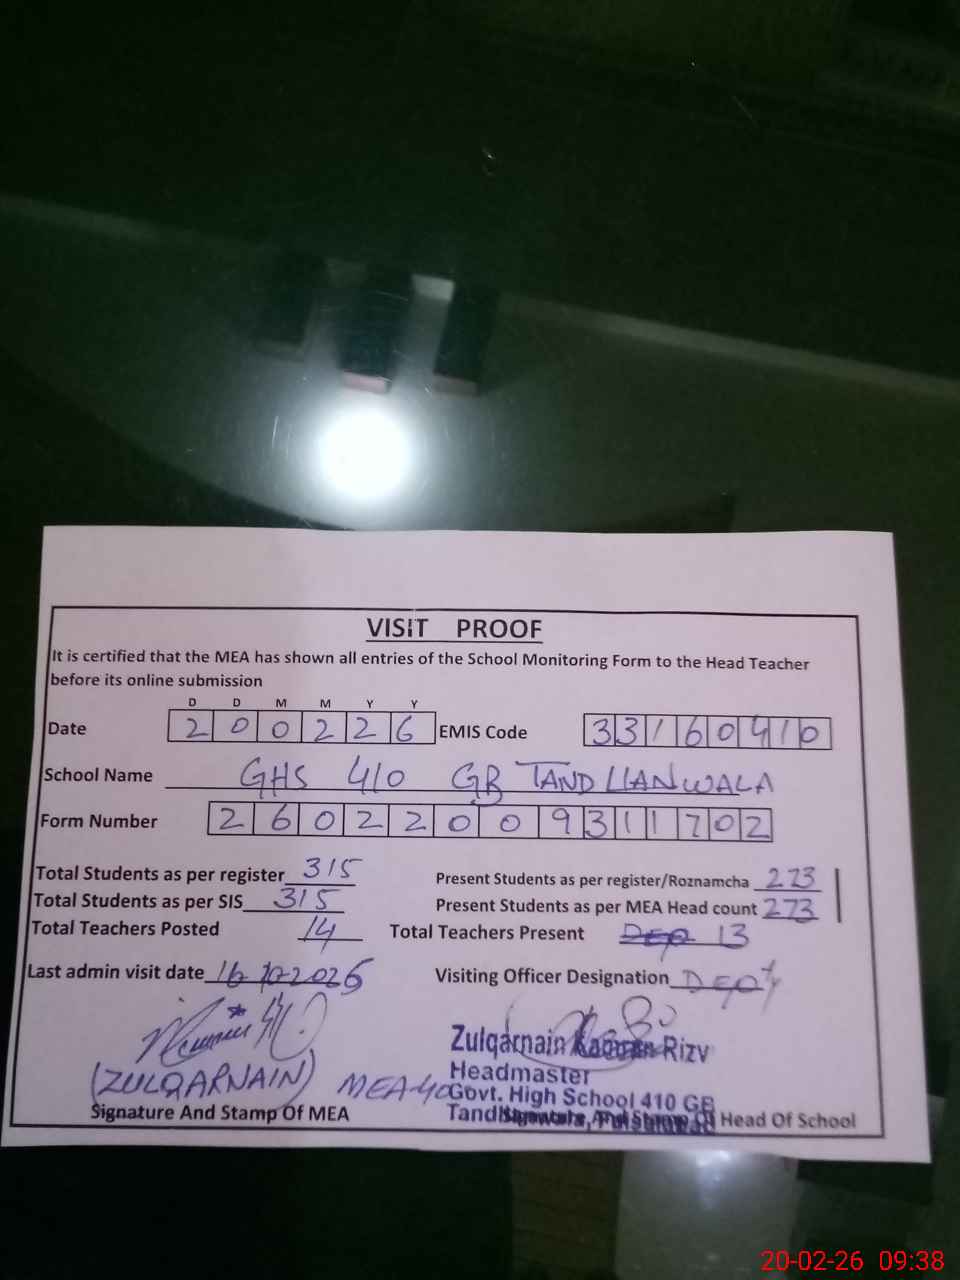 VISIT PROOF
It is certified that the MEA has shown all entries of the School Monitoring Form to the Head Teacher
before its online submission
D D M M Y Y
Date 2 0 0 2 2 6 EMIS Code 3 3 1 6 0 4 1 0
School Name GHS 410 GB TANDLIANWALA
Form Number 2 6 0 2 2 0 0 9 3 1 1 7 0 2
Total Students as per register 315 Present Students as per register/Roznamcha 273
Total Students as per SIS 315 Present Students as per MEA Head count 273
Total Teachers Posted 14 Total Teachers Present 13
Last admin visit date Visiting Officer Designation
Zulqarnain Rizv
Headmaster
(ZULQARNAIN) MEA-40 Govt. High School 410 GB
Signature And Stamp Of MEA Head Of School
20-02-26 09:38